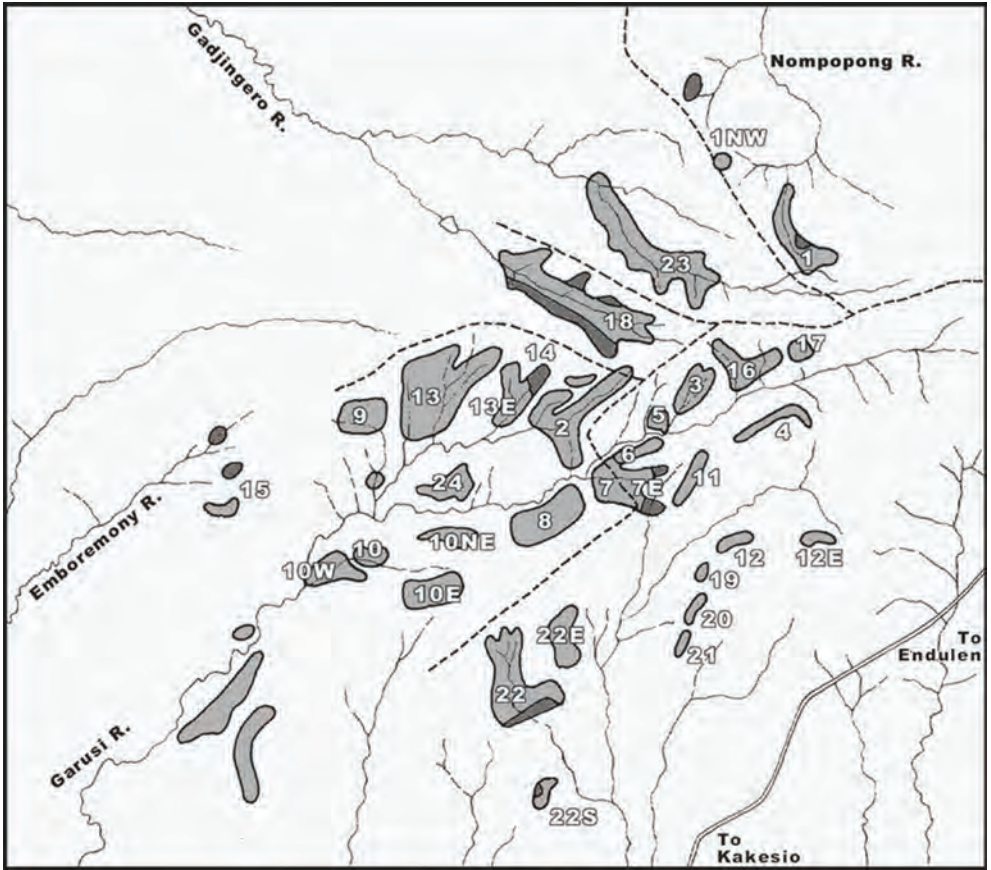 Gadjingero R.
Nompopong R.
1NW
1
23
18
17
14
16
13
3
9
13E
2
5
4
6
24
7
7E
11
15
8
10NE
12
12E
10
10W
Emboremony R.
19
10E
20
22E
21
To
Endulen
22
Garusi R.
22S
To
Kakesio